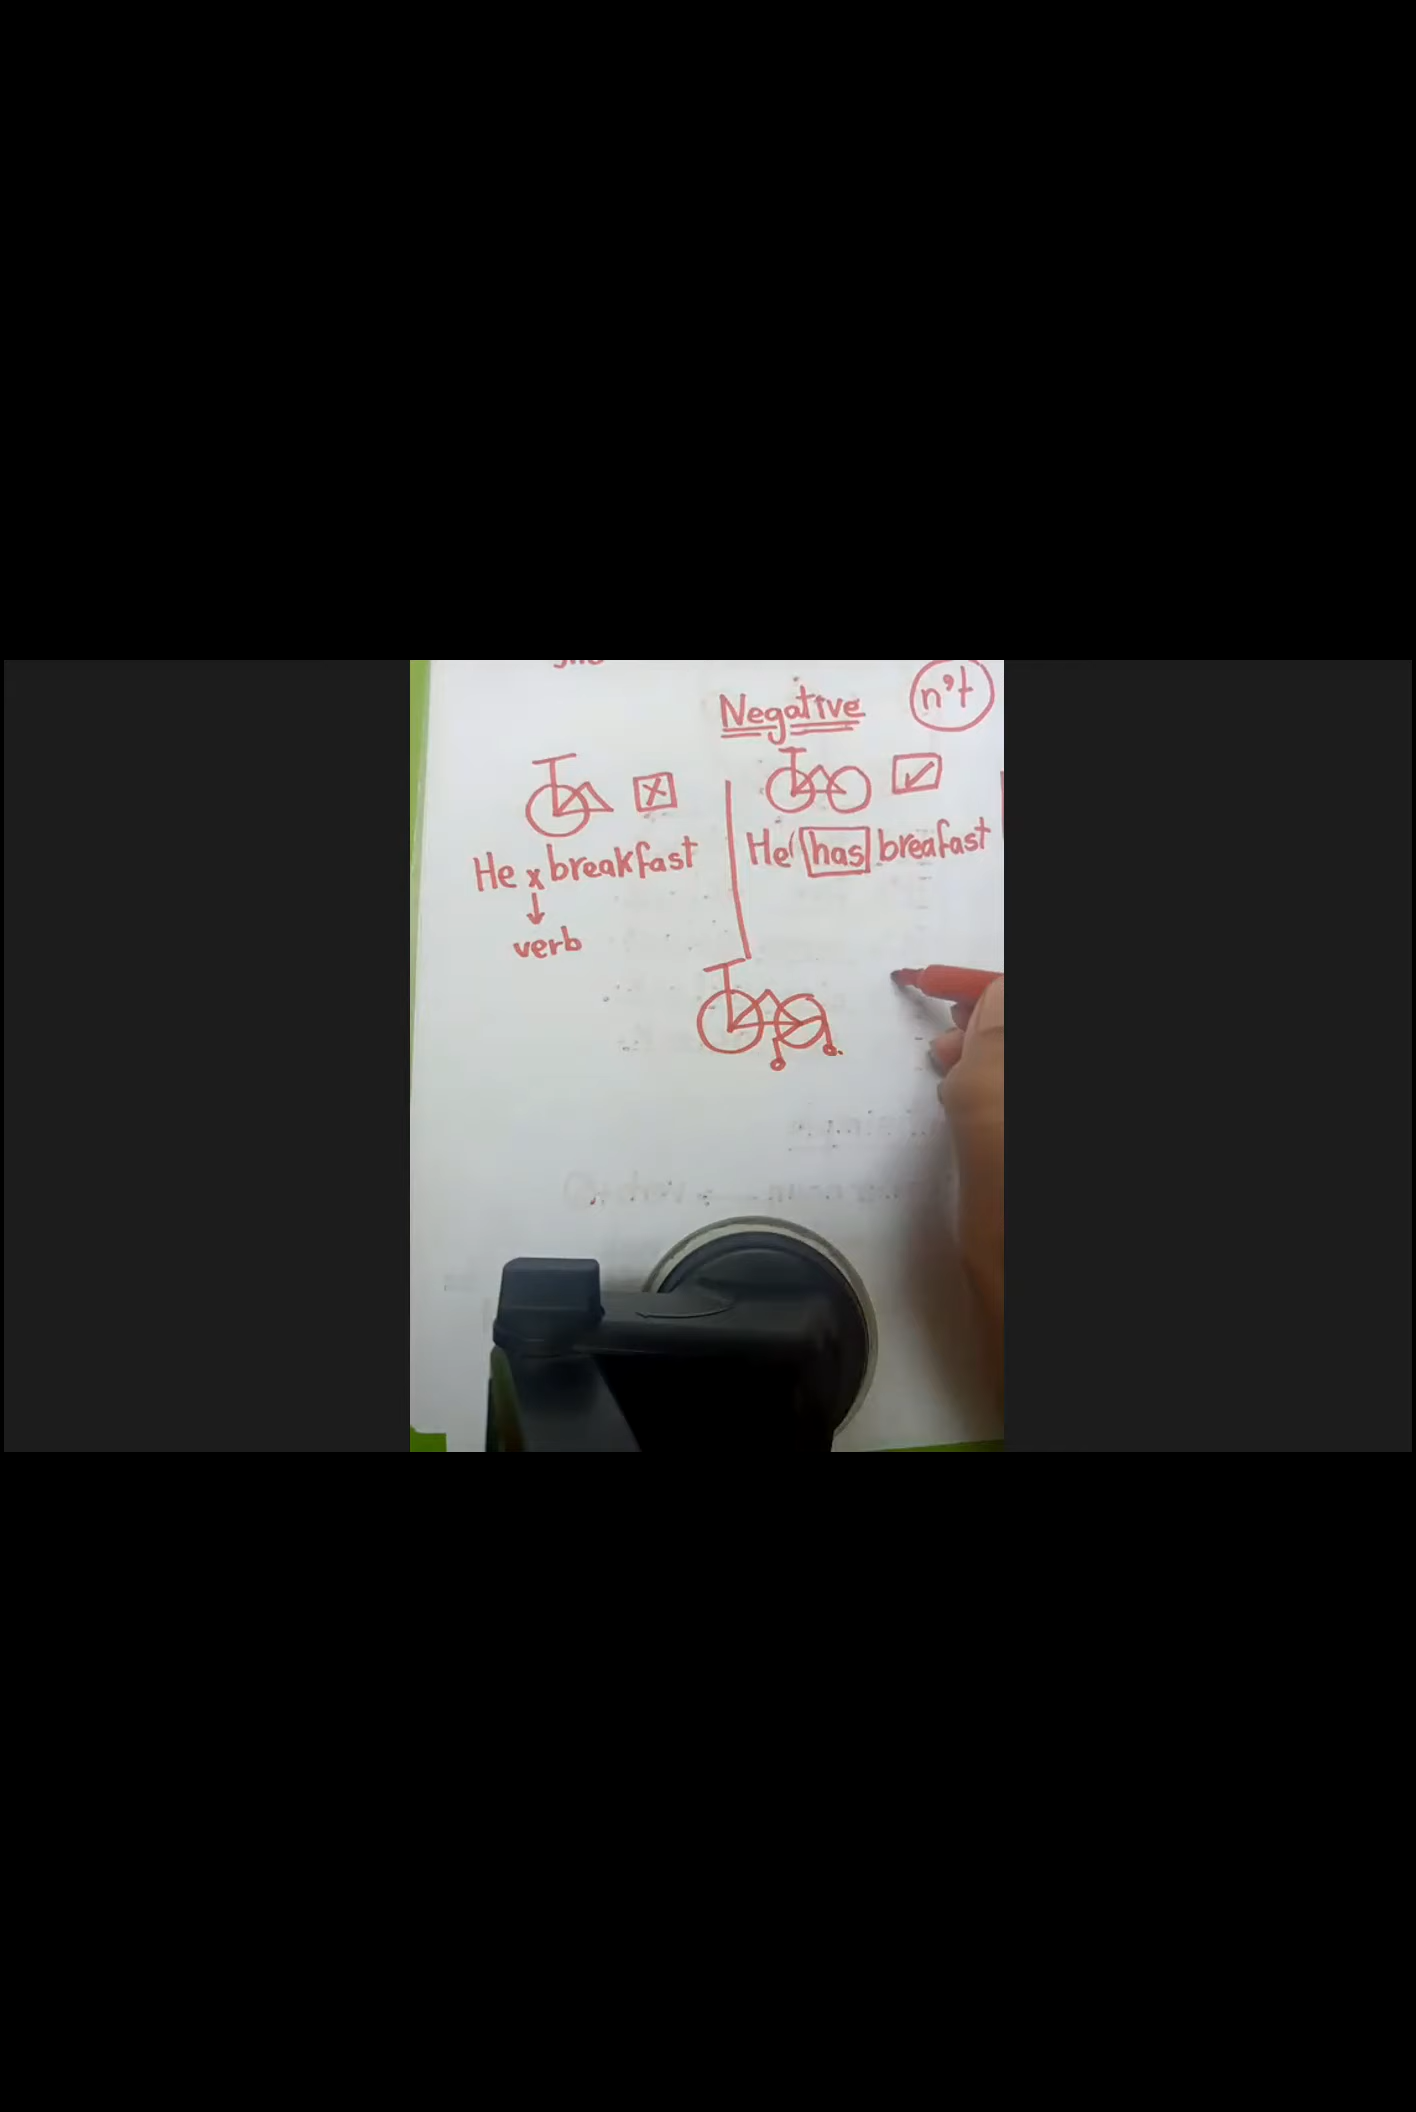 Negative
n't
He x breakfast
He has breafast
verb